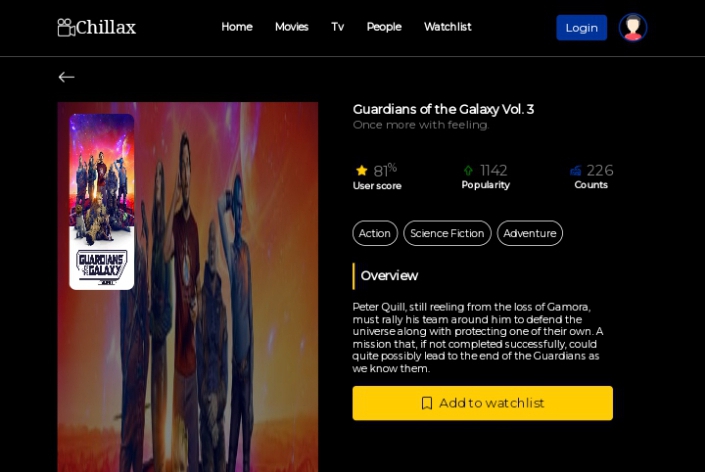 Chillax
Home Movies Tv People Watchlist
Login
Guardians of the Galaxy Vol. 3
Once more with feeling.
81% 1142 226
User score Popularity Counts
Action Science Fiction Adventure
GUARDIANS
OF THE
GALAXY
Overview
Peter Quill, still reeling from the loss of Gamora,
must rally his team around him to defend the
universe along with protecting one of their own. A
mission that, if not completed successfully, could
quite possibly lead to the end of the Guardians as
we know them.
Add to watchlist